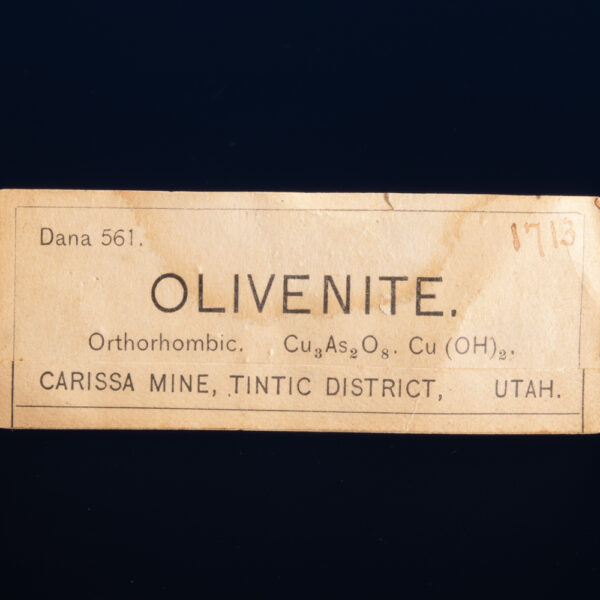 Dana 561. 1713
OLIVENITE.
Orthorhombic. Cu₃As₂O₈. Cu (OH)₂.
CARISSA MINE, TINTIC DISTRICT, UTAH.